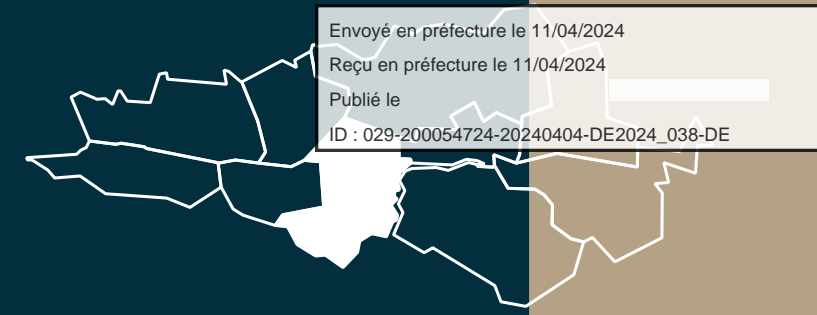 Envoyé en préfecture le 11/04/2024
Reçu en préfecture le 11/04/2024
Publié le
ID : 029-200054724-20240404-DE2024_038-DE